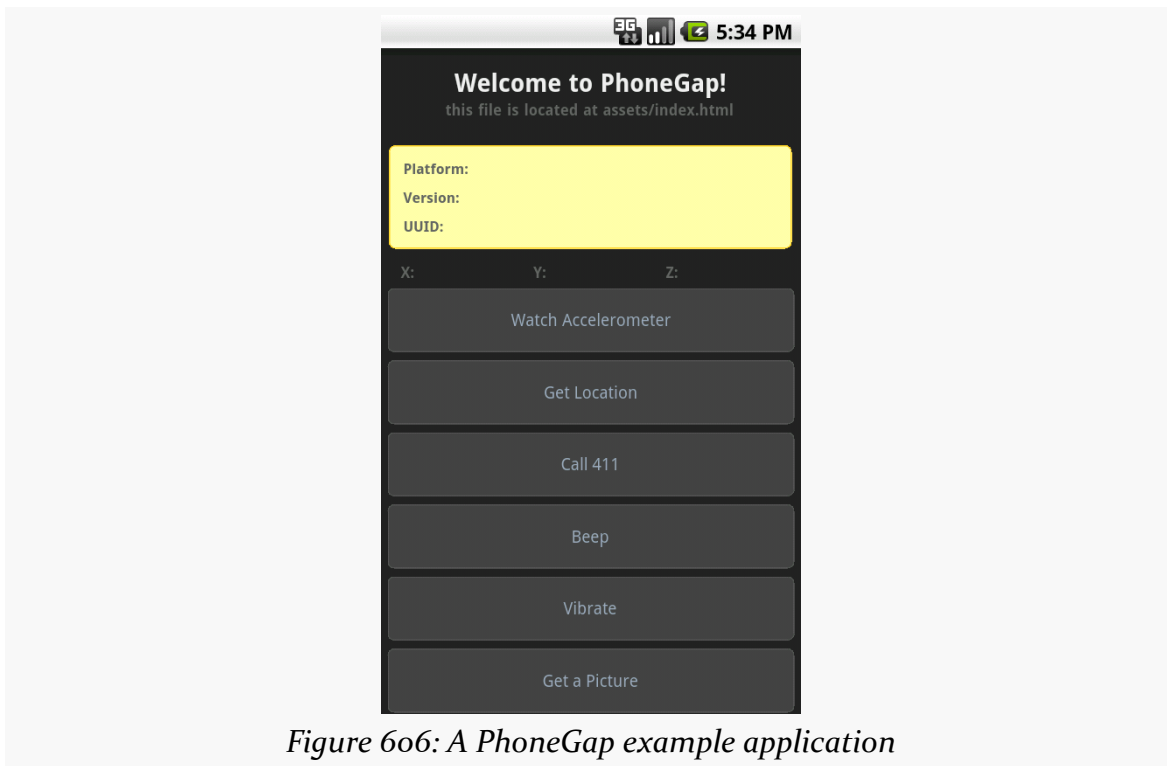 3G 5:34 PM
Welcome to PhoneGap!
this file is located at assets/index.html
Platform:
Version:
UUID:
X: Y: Z:
Watch Accelerometer
Get Location
Call 411
Beep
Vibrate
Get a Picture
Figure 606: A PhoneGap example application